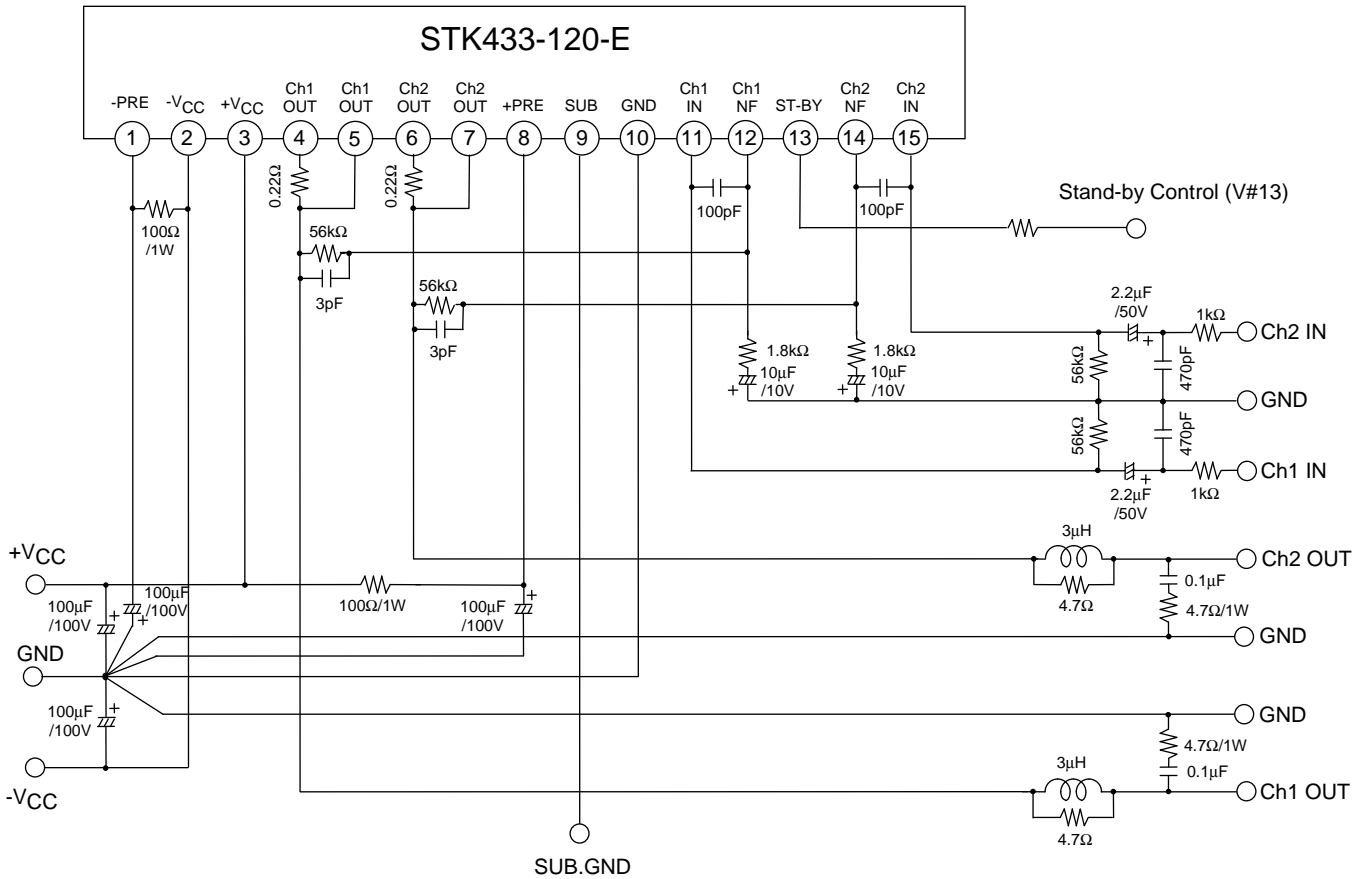 STK433-120-E
-PRE
-VCC
+VCC
Ch1
OUT
Ch1
OUT
Ch2
OUT
Ch2
OUT
+PRE
SUB
GND
Ch1
IN
Ch1
NF
ST-BY
Ch2
NF
Ch2
IN
1
2
3
4
5
6
7
8
9
10
11
12
13
14
15
0.22Ω
0.22Ω
100pF
100pF
Stand-by Control (V#13)
100Ω
/1W
56kΩ
3pF
56kΩ
3pF
1.8kΩ
10µF
/10V
+
1.8kΩ
10µF
/10V
+
2.2µF
/50V
+
1kΩ
Ch2 IN
56kΩ
470pF
GND
56kΩ
470pF
+
2.2µF
/50V
1kΩ
Ch1 IN
3µH
4.7Ω
Ch2 OUT
0.1µF
4.7Ω/1W
GND
+VCC
100µF
/100V
+
100µF
/100V
+
100Ω/1W
100µF
/100V
+
GND
100µF
/100V
+
-VCC
GND
4.7Ω/1W
0.1µF
3µH
4.7Ω
Ch1 OUT
SUB.GND